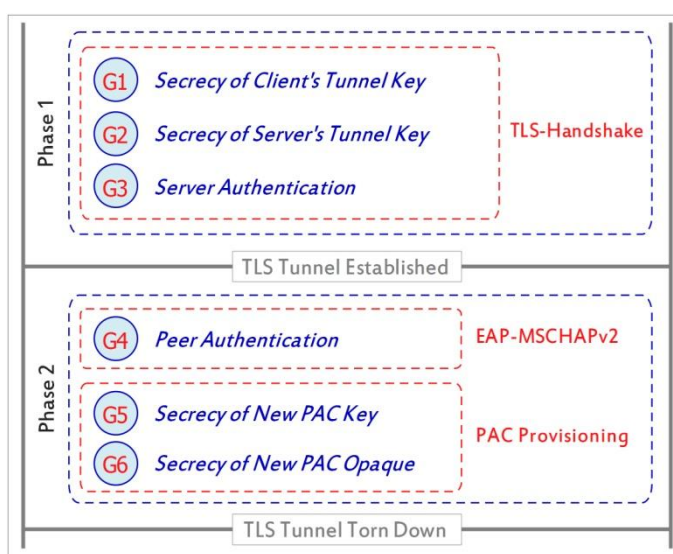 Phase 1
G1 Secrecy of Client's Tunnel Key
G2 Secrecy of Server's Tunnel Key
G3 Server Authentication
TLS-Handshake
TLS Tunnel Established
Phase 2
G4 Peer Authentication
EAP-MSCHAPv2
G5 Secrecy of New PAC Key
G6 Secrecy of New PAC Opaque
PAC Provisioning
TLS Tunnel Torn Down